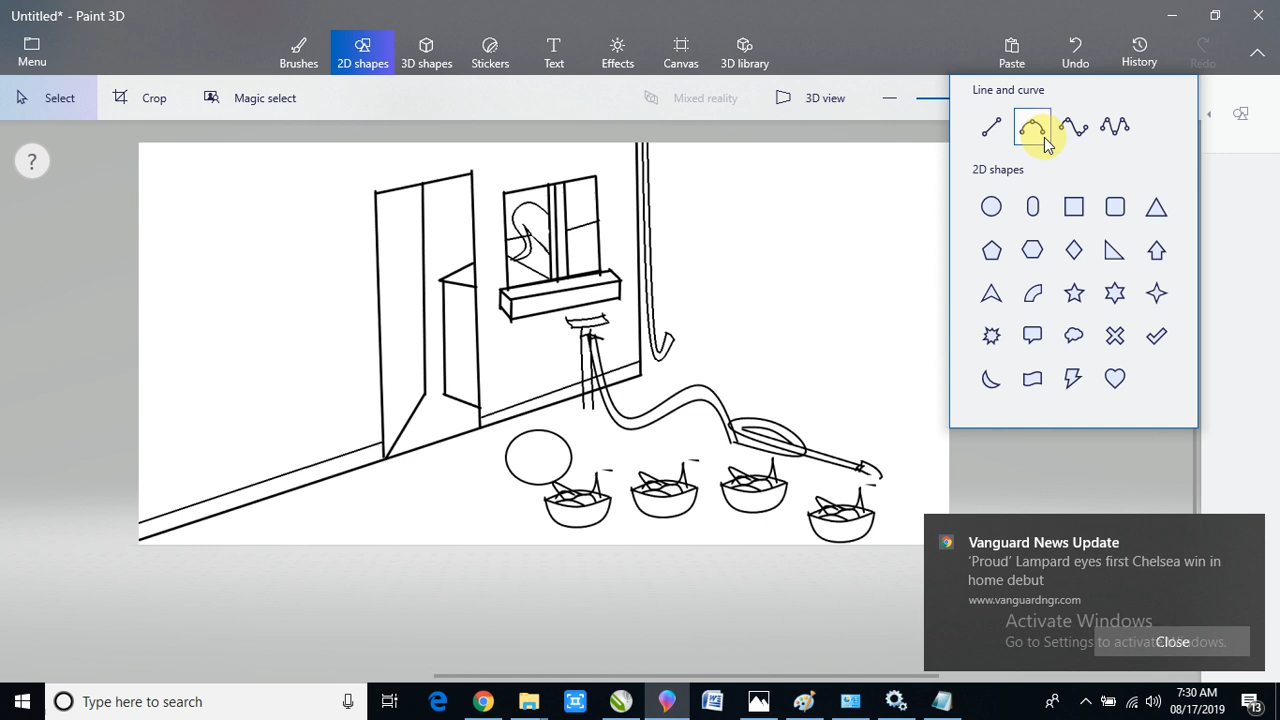 Untitled* - Paint 3D
Menu
Brushes
2D shapes
3D shapes
Stickers
Text
Effects
Canvas
3D library
Paste
Undo
History
Redo
Select
Crop
Magic select
Mixed reality
3D view
Line and curve
2D shapes
?
Vanguard News Update
‘Proud’ Lampard eyes first Chelsea win in
home debut
www.vanguardngr.com
Activate Windows
Go to Settings to activate Windows.
Close
Type here to search
7:30 AM
08/17/2019
13